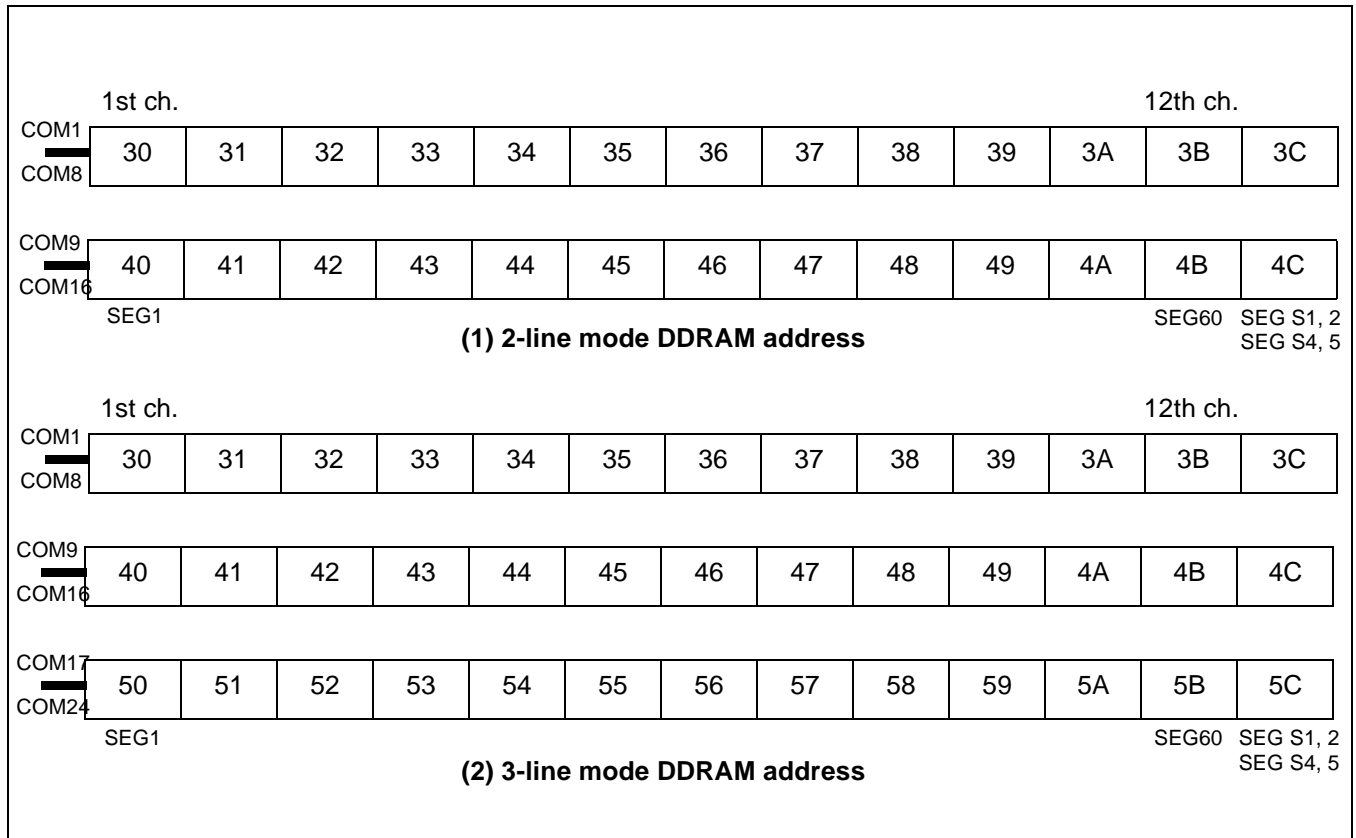 1st ch. 12th ch.
COM1
30 31 32 33 34 35 36 37 38 39 3A 3B 3C
COM8
COM9
40 41 42 43 44 45 46 47 48 49 4A 4B 4C
COM16
SEG1 SEG60 SEG S1, 2
(1) 2-line mode DDRAM address
SEG S4, 5
1st ch. 12th ch.
COM1
30 31 32 33 34 35 36 37 38 39 3A 3B 3C
COM8
COM9
40 41 42 43 44 45 46 47 48 49 4A 4B 4C
COM16
COM17
50 51 52 53 54 55 56 57 58 59 5A 5B 5C
COM24
SEG1 SEG60 SEG S1, 2
SEG S4, 5
(2) 3-line mode DDRAM address